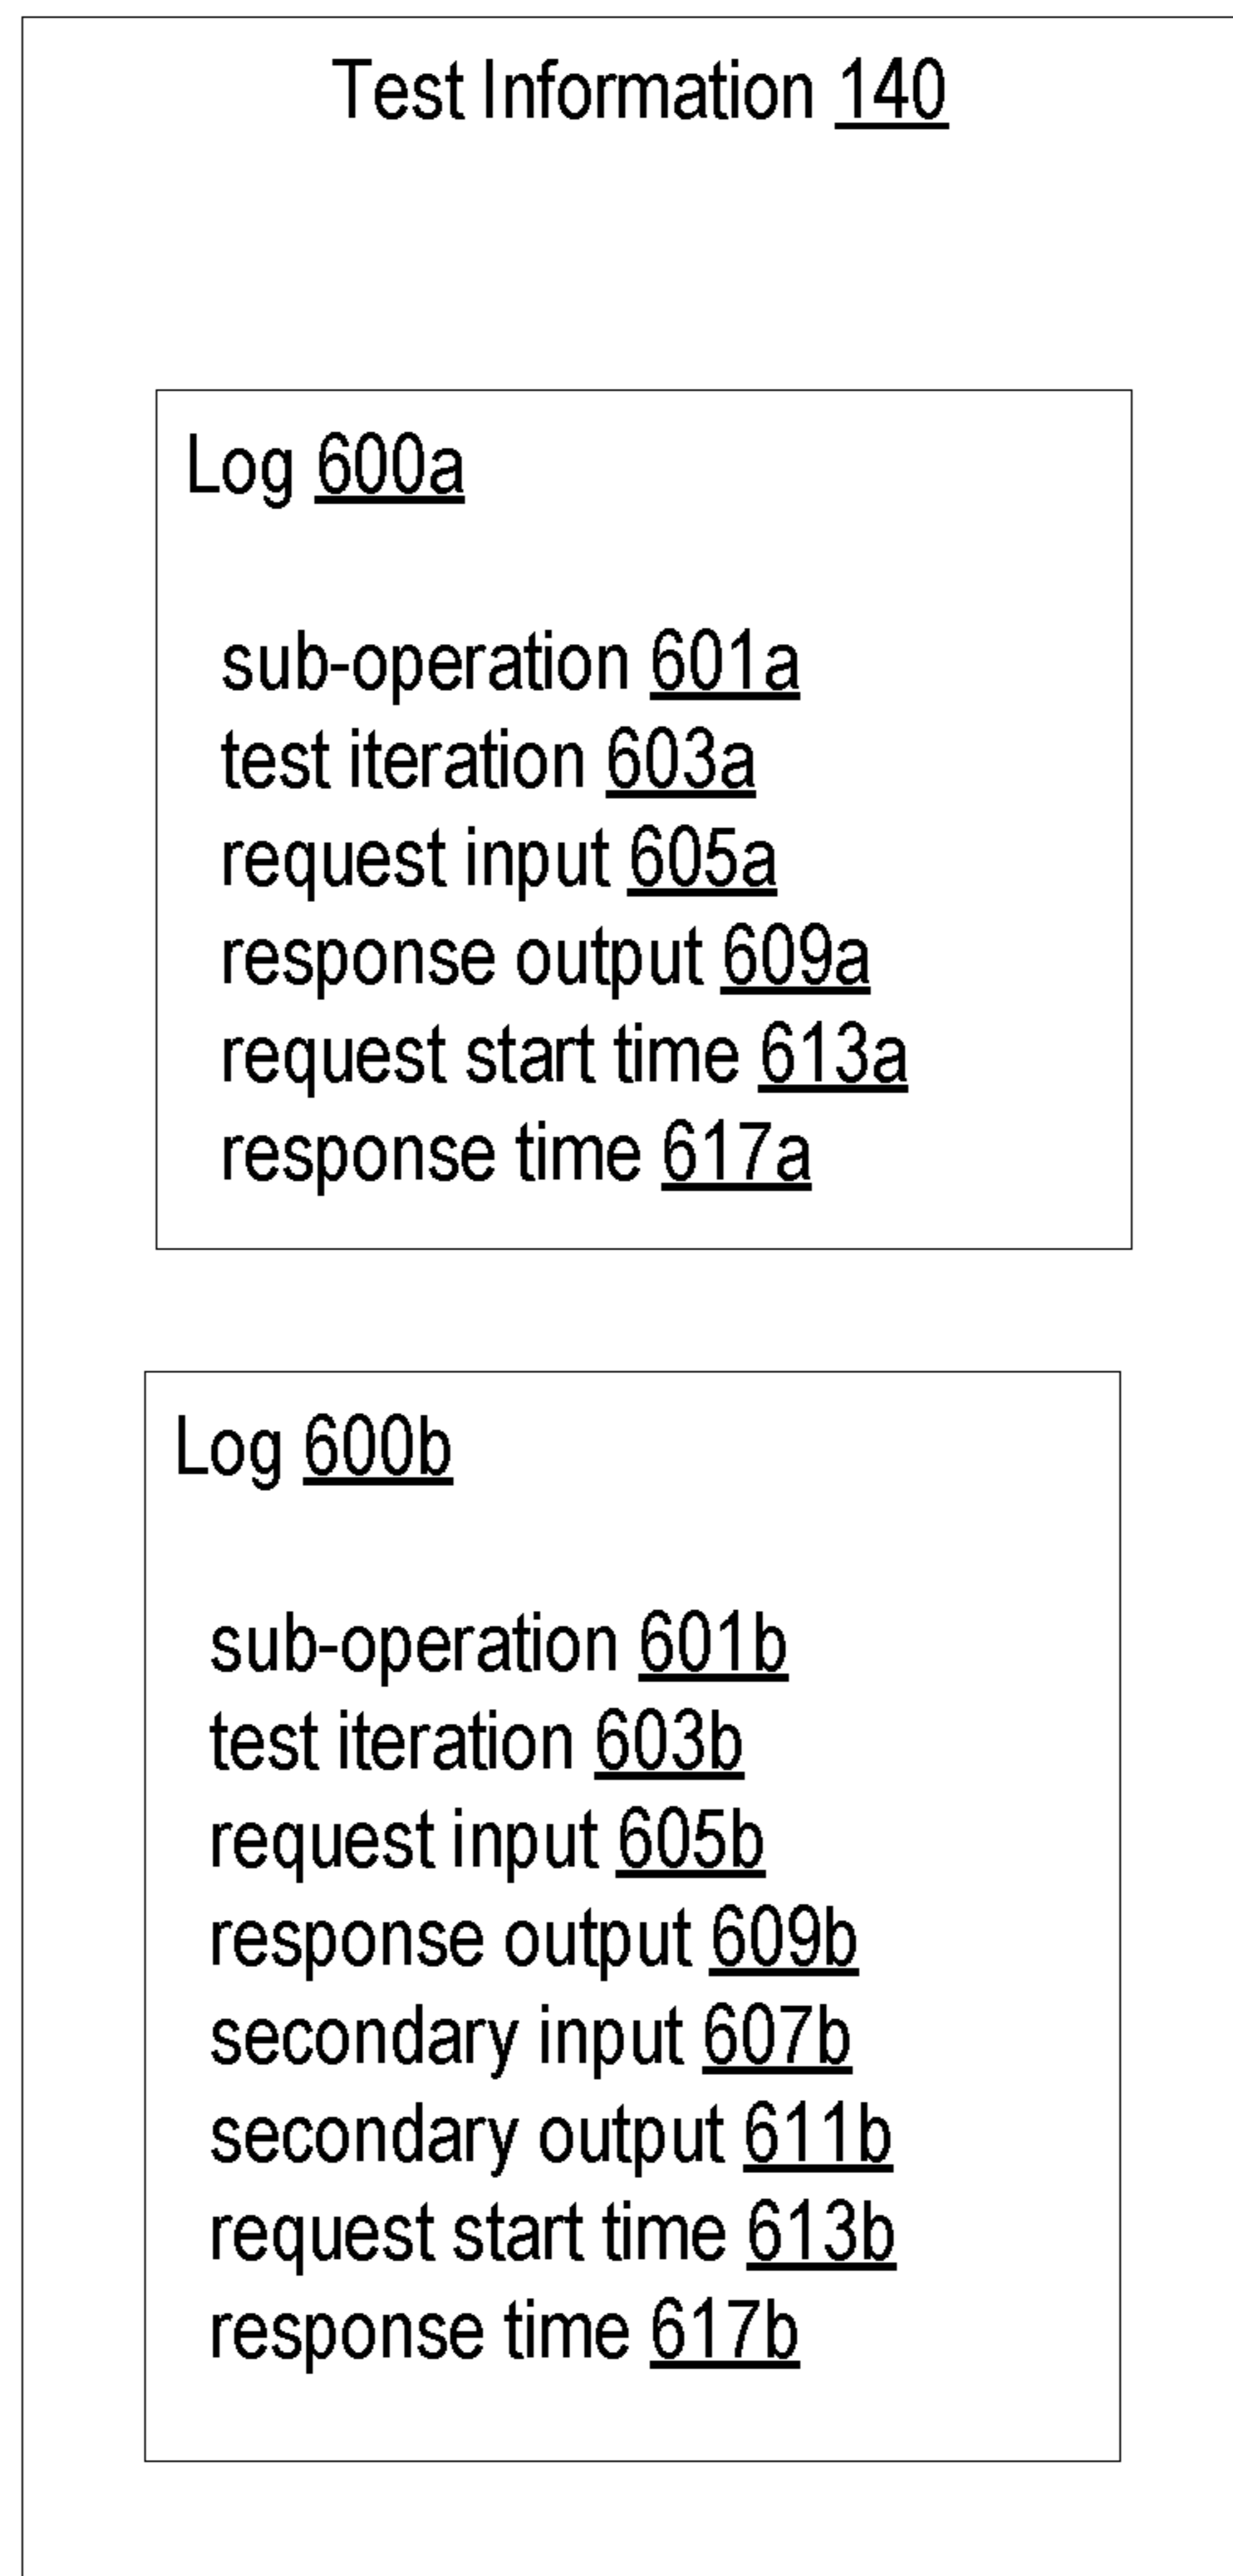 Test Information 140
Log 600a
sub-operation 601a
test iteration 603a
request input 605a
response output 609a
request start time 613a
response time 617a
Log 600b
sub-operation 601b
test iteration 603b
request input 605b
response output 609b
secondary input 607b
secondary output 611b
request start time 613b
response time 617b